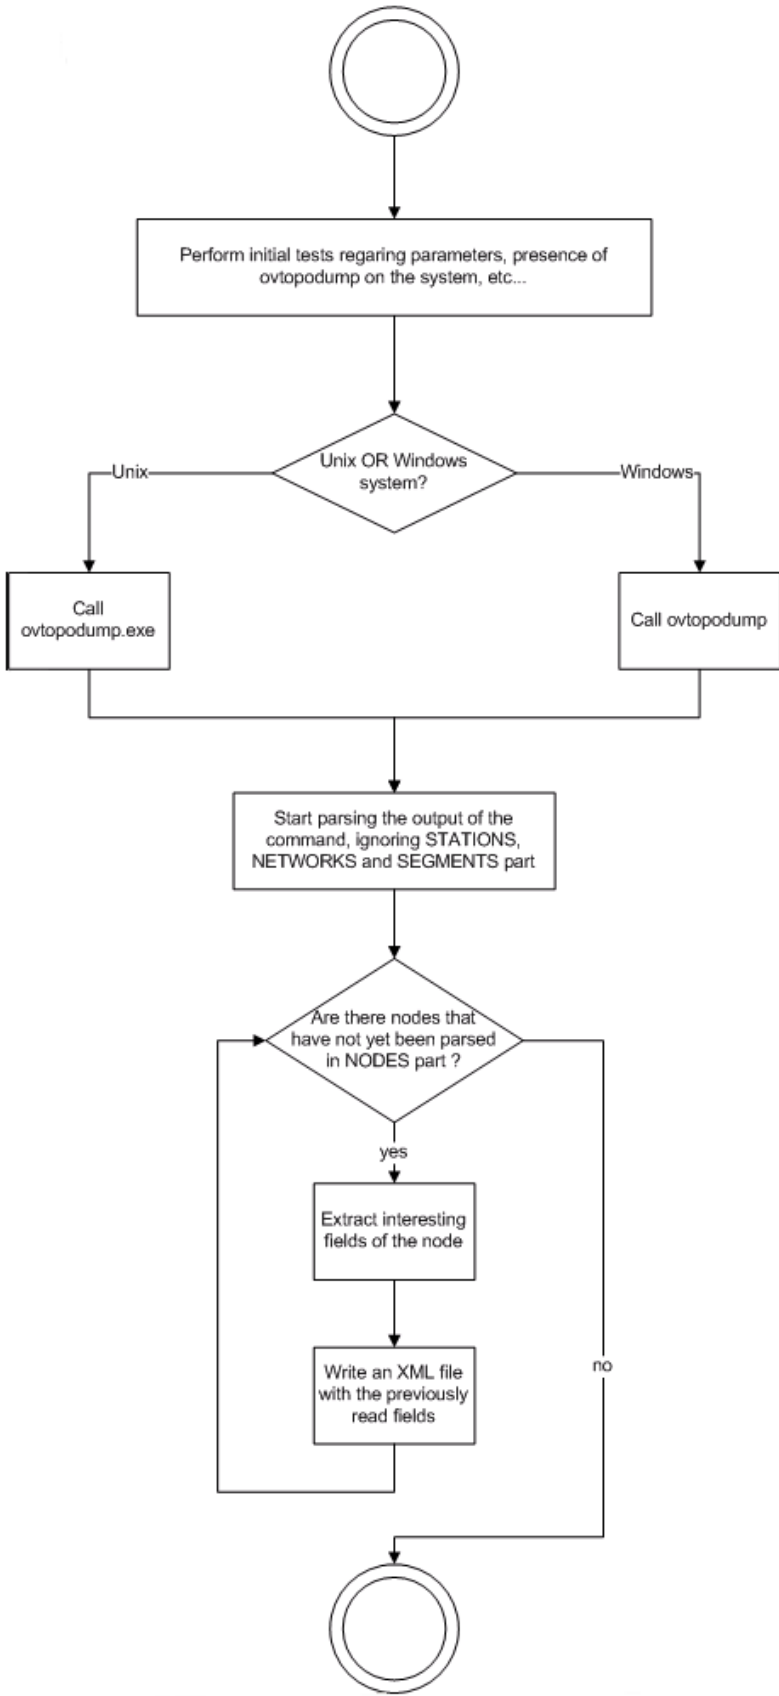 Perform initial tests regaring parameters, presence of
ovtopodump on the system, etc...
Unix OR Windows
system?
Unix
Windows
Call
ovtopodump.exe
Call ovtopodump
Start parsing the output of the
command, ignoring STATIONS,
NETWORKS and SEGMENTS part
Are there nodes that
have not yet been parsed
in NODES part ?
yes
Extract interesting
fields of the node
Write an XML file
with the previously
read fields
no